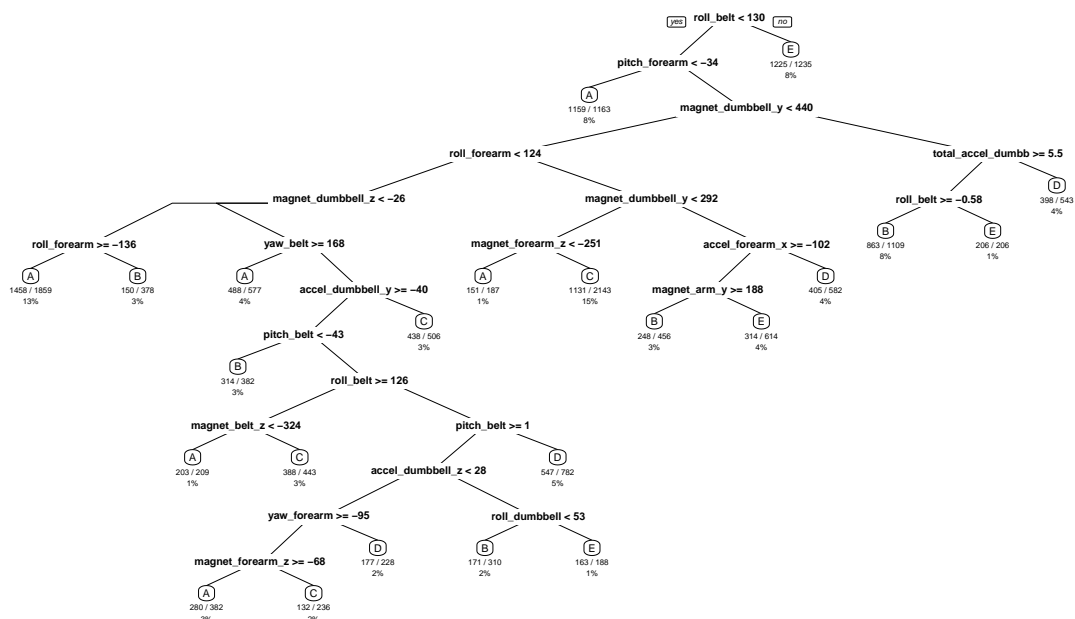 yes roll_belt < 130 no
E
1225 / 1235
8%
pitch_forearm < −34
A
1159 / 1163
8%
magnet_dumbbell_y < 440
roll_forearm < 124
total_accel_dumbb >= 5.5
D
398 / 543
4%
magnet_dumbbell_z < −26
magnet_dumbbell_y < 292
roll_belt >= −0.58
B
863 / 1109
8%
E
206 / 206
1%
roll_forearm >= −136
yaw_belt >= 168
magnet_forearm_z < −251
accel_forearm_x >= −102
A
1458 / 1859
13%
B
150 / 378
3%
A
488 / 577
4%
A
151 / 187
1%
C
1131 / 2143
15%
D
405 / 582
4%
accel_dumbbell_y >= −40
magnet_arm_y >= 188
C
438 / 506
3%
B
248 / 456
3%
E
314 / 614
4%
pitch_belt < −43
B
314 / 382
3%
roll_belt >= 126
magnet_belt_z < −324
pitch_belt >= 1
A
203 / 209
1%
C
388 / 443
3%
D
547 / 782
5%
accel_dumbbell_z < 28
yaw_forearm >= −95
roll_dumbbell < 53
D
177 / 228
2%
B
171 / 310
2%
E
163 / 188
1%
magnet_forearm_z >= −68
A
280 / 382
C
132 / 236